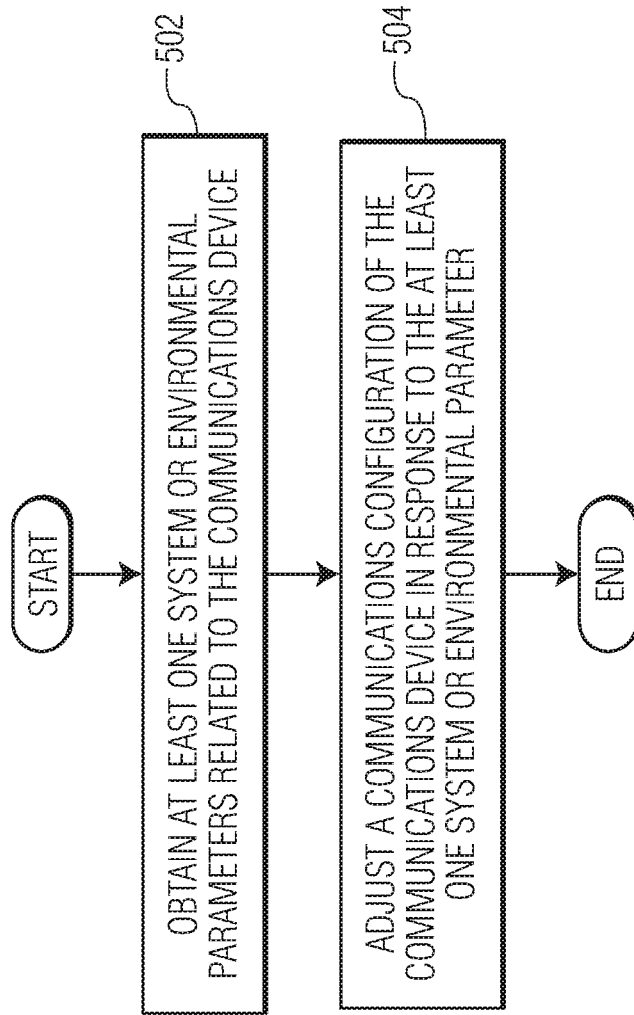 START
OBTAIN AT LEAST ONE SYSTEM OR ENVIRONMENTAL
PARAMETERS RELATED TO THE COMMUNICATIONS DEVICE
502
ADJUST A COMMUNICATIONS CONFIGURATION OF THE
COMMUNICATIONS DEVICE IN RESPONSE TO THE AT LEAST
ONE SYSTEM OR ENVIRONMENTAL PARAMETER
504
END